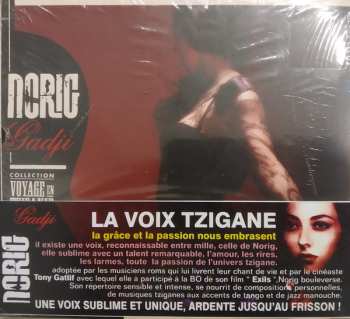 NORIG
Gadji
COLLECTION
VOYAGE EN
NORIG
Gadji
LA VOIX TZIGANE
la grâce et la passion nous embrasent
il existe une voix, reconnaissable entre mille, celle de Norig,
elle sublime avec un talent remarquable, l'amour, les rires,
les larmes, toute la passion de l'univers tzigane.
adoptée par les musiciens roms qui lui livrent leur chant de vie et par le cinéaste
Tony Gatlif avec lequel elle a participé à la BO de son film " Exils ",Norig bouleverse.
Son repertoire sensible et intense, se nourrit de compositions personnelles,
de musiques tziganes aux accents de tango et de jazz manouche.
UNE VOIX SUBLIME ET UNIQUE, ARDENTE JUSQU'AU FRISSON !